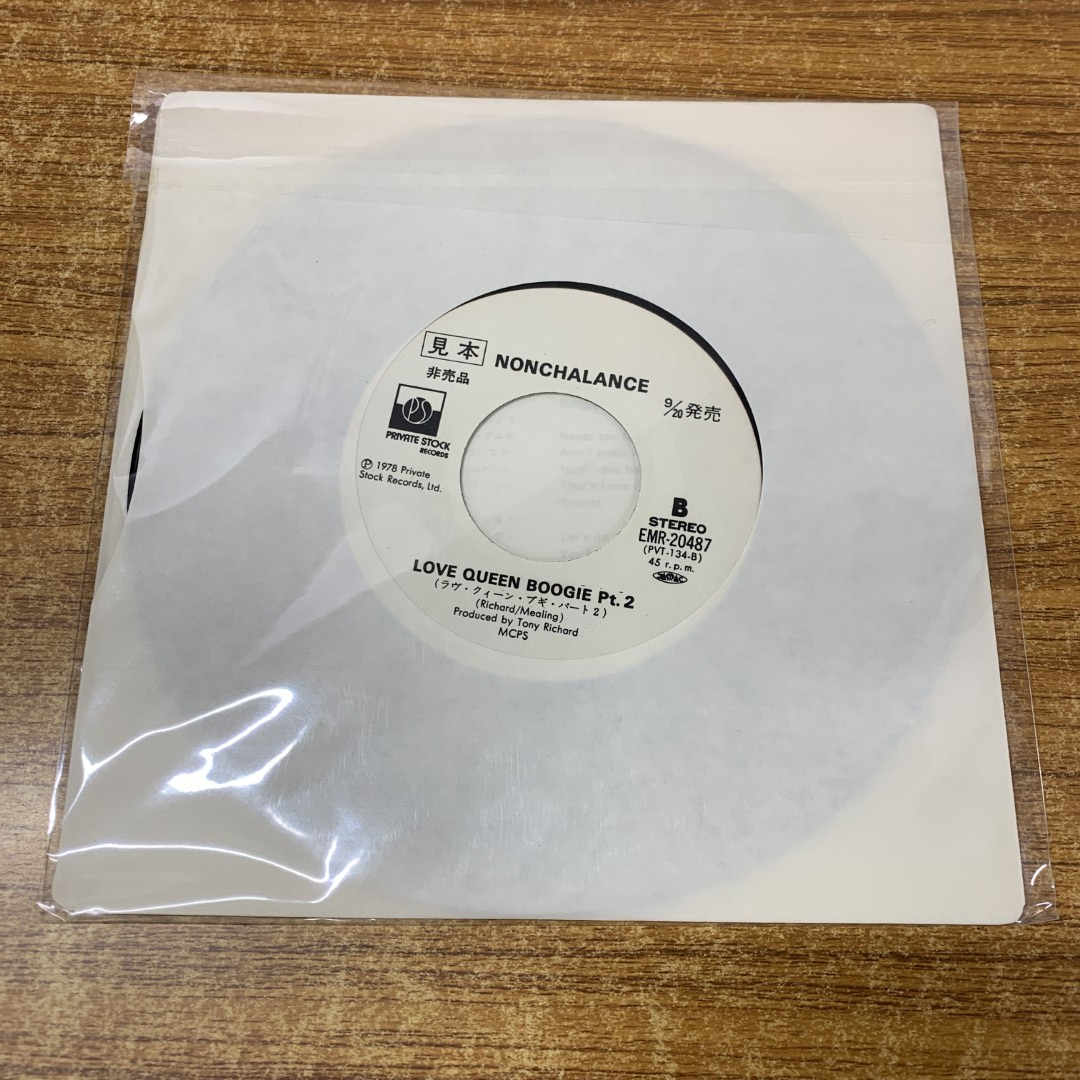 見本
NONCHALANCE
非売品
9/20 発売
PS
PRIVATE STOCK
RECORDS
℗ 1978 Private
Stock Records, Ltd.
B
STEREO
EMR-20487
(PVT-134-B)
45 r.p.m.
LOVE QUEEN BOOGIE Pt. 2
(ラヴ・クィーン・ブギ・パート2)
(Richard/Mealing)
Produced by Tony Richard
MCPS